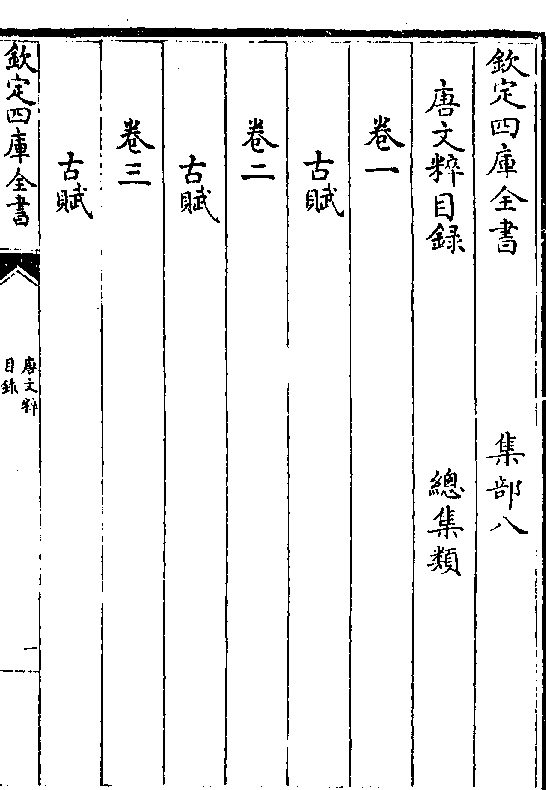 欽定四庫全書 集部八
唐文粹目録 總集類
卷一
古賦
卷二
古賦
卷三
古賦
欽定四庫全書
唐文粹
目録
一